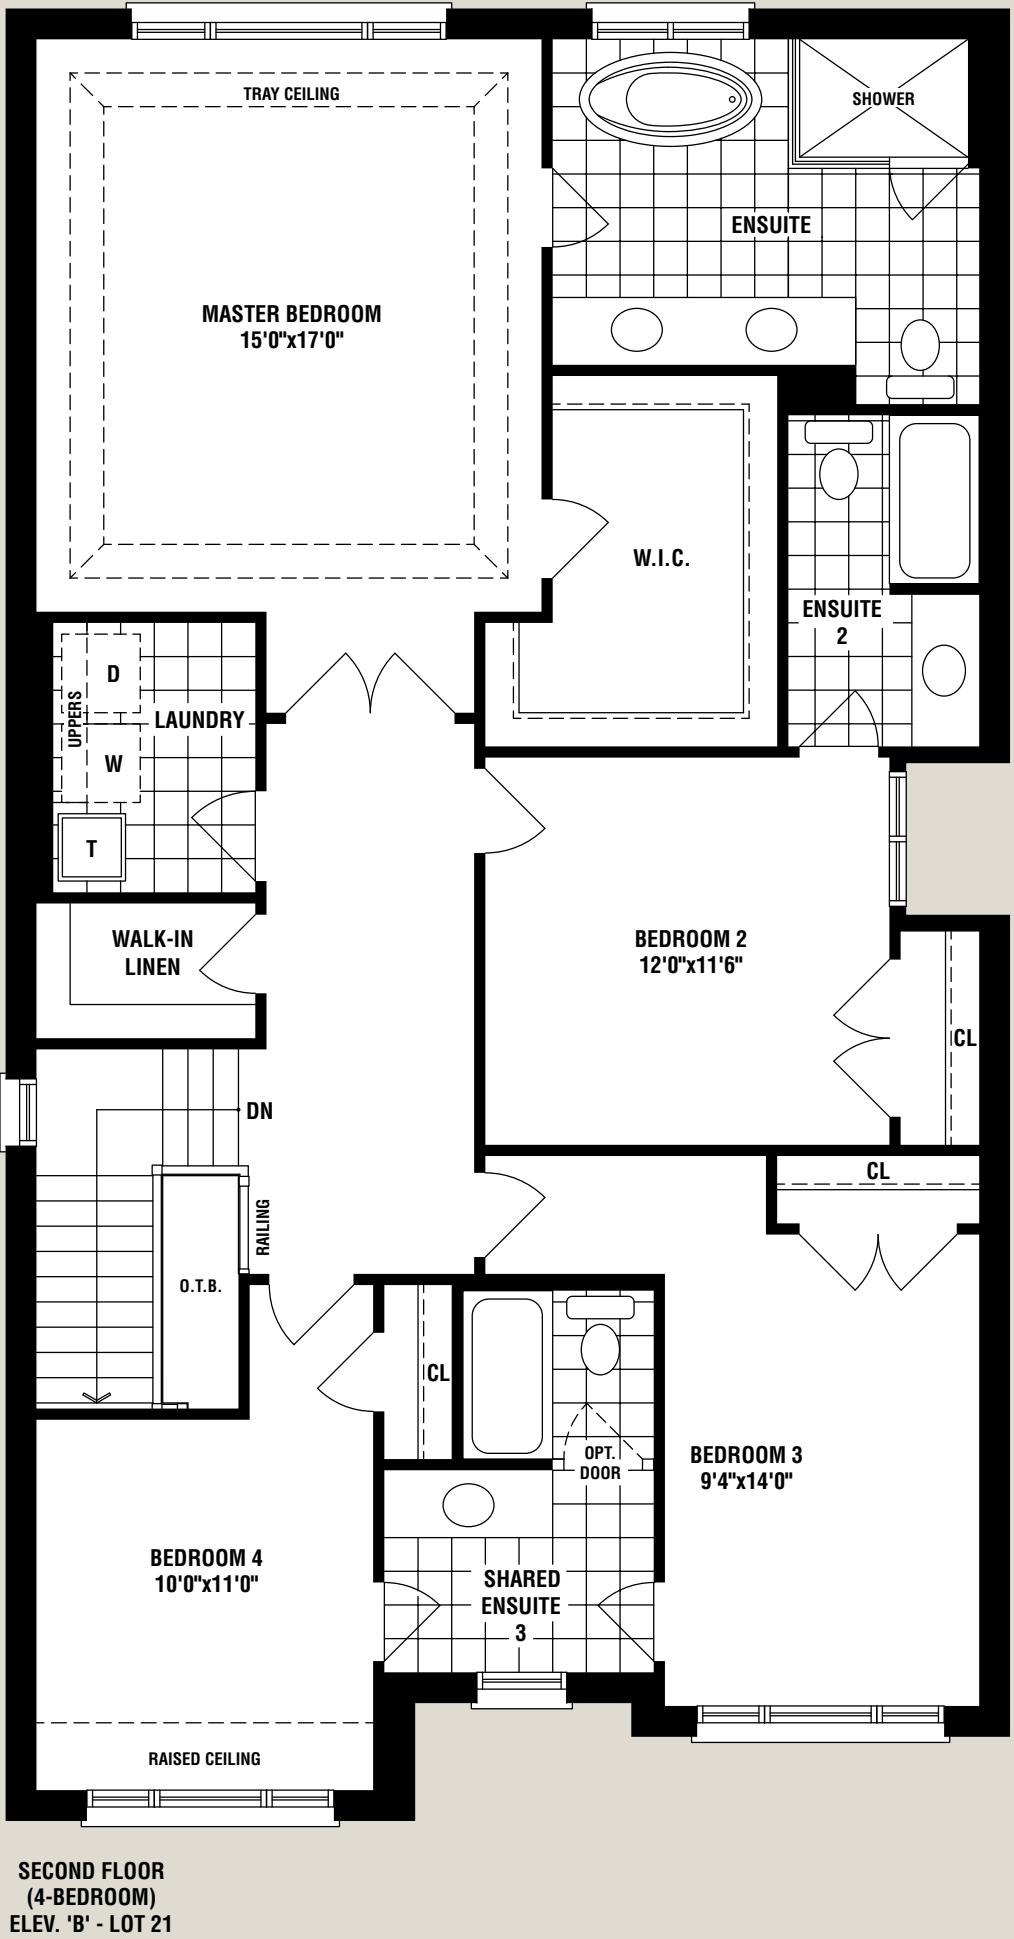 TRAY CEILING
SHOWER
ENSUITE
MASTER BEDROOM
15'0"x17'0"
W.I.C.
ENSUITE
2
D
UPPERS
LAUNDRY
W
T
WALK-IN
LINEN
BEDROOM 2
12'0"x11'6"
CL
DN
CL
RAILING
O.T.B.
CL
OPT.
DOOR
BEDROOM 3
9'4"x14'0"
BEDROOM 4
10'0"x11'0"
SHARED
ENSUITE
3
RAISED CEILING
SECOND FLOOR
(4-BEDROOM)
ELEV. 'B' - LOT 21